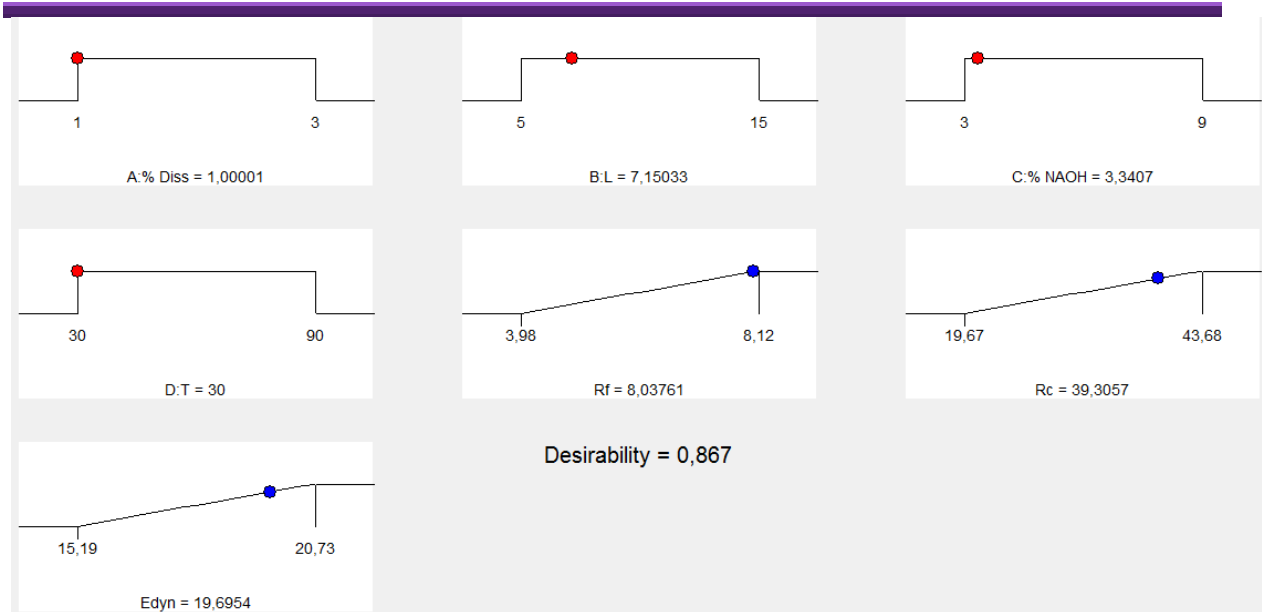 1 3
A:% Diss = 1,00001
5 15
B:L = 7,15033
3 9
C:% NAOH = 3,3407
30 90
D:T = 30
3,98 8,12
Rf = 8,03761
19,67 43,68
Rc = 39,3057
15,19 20,73
Edyn = 19,6954
Desirability = 0,867